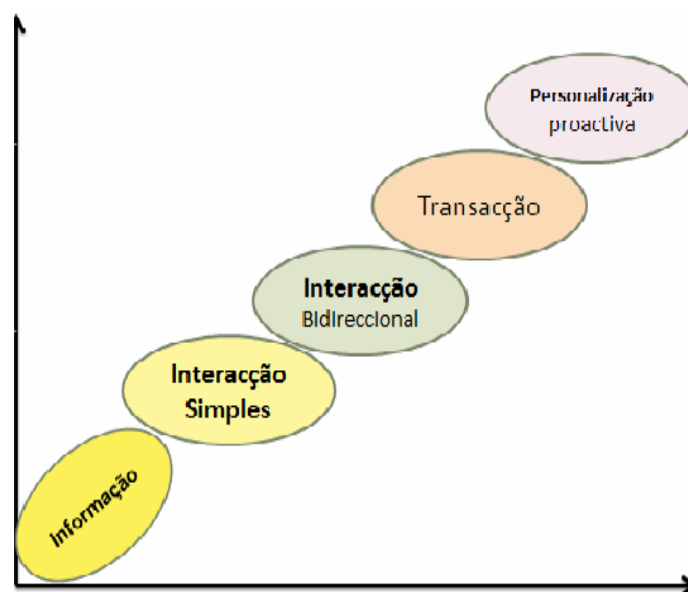 Personalização
proactiva
Transacção
Interacção
Bidireccional
Interacção
Simples
Informação